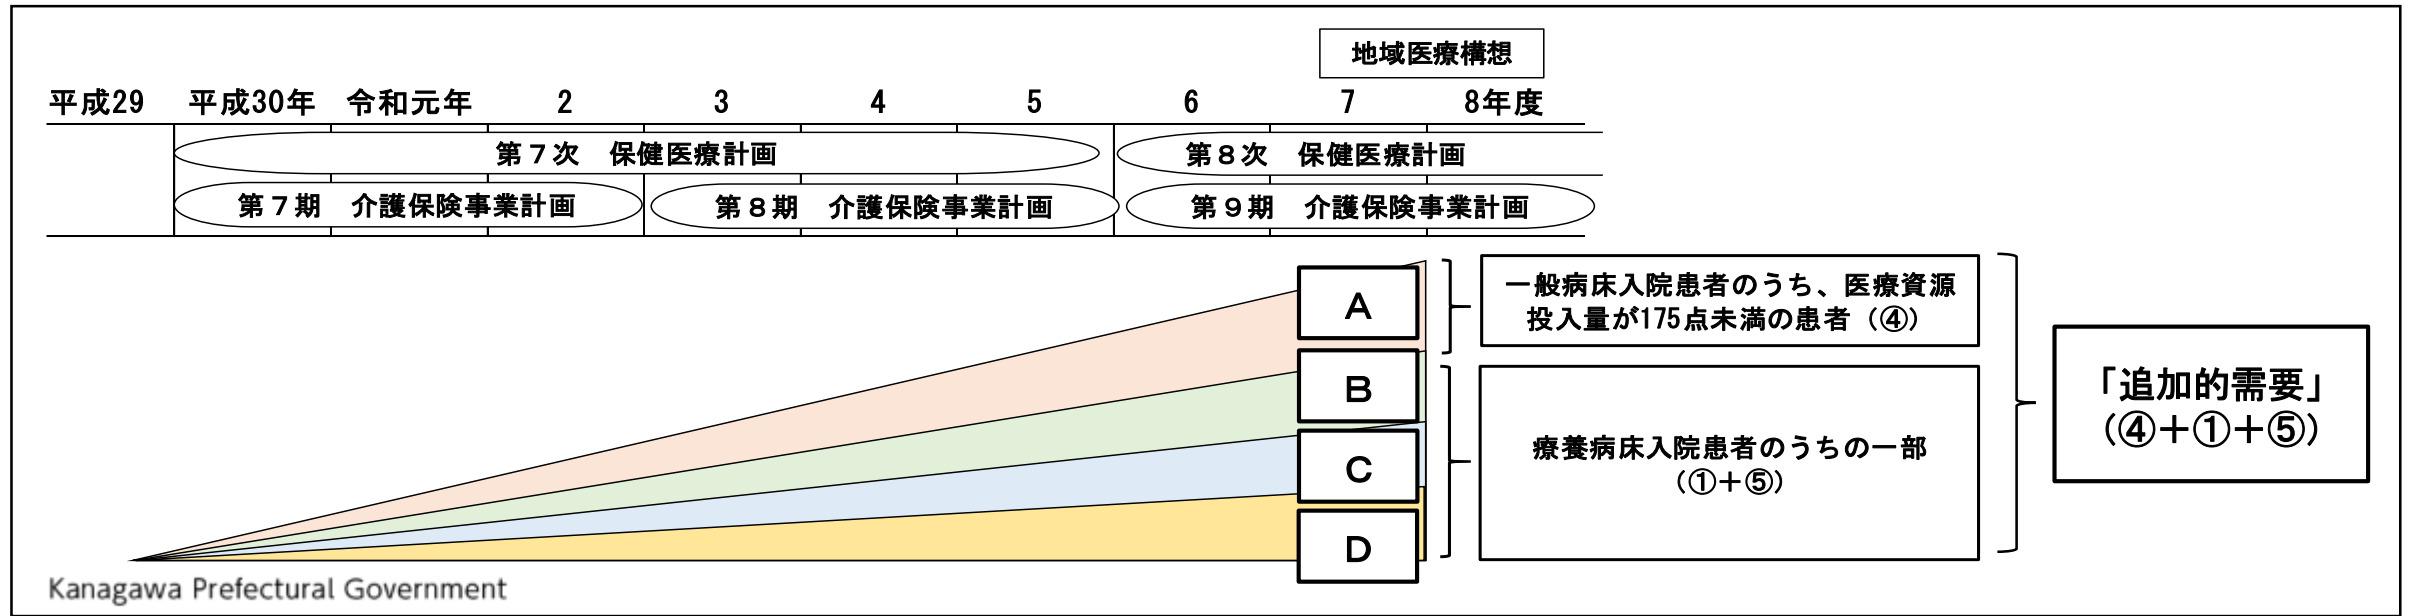 地域医療構想
平成29 平成30年 令和元年 2 3 4 5 6 7 8年度
第７次　保健医療計画 第８次　保健医療計画
第７期　介護保険事業計画 第８期　介護保険事業計画 第９期　介護保険事業計画
A
B
C
D
一般病床入院患者のうち、医療資源
投入量が175点未満の患者（④）
療養病床入院患者のうちの一部
（①＋⑤）
「追加的需要」
（④＋①＋⑤）
Kanagawa Prefectural Government